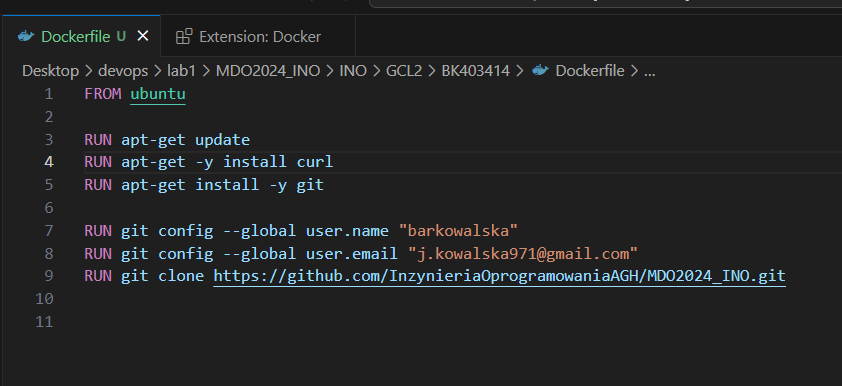 Dockerfile U
Extension: Docker
Desktop > devops > lab1 > MDO2024_INO > INO > GCL2 > BK403414 > Dockerfile > ...
1 FROM ubuntu
2
3 RUN apt-get update
4 RUN apt-get -y install curl
5 RUN apt-get install -y git
6
7 RUN git config --global user.name "barkowalska"
8 RUN git config --global user.email "j.kowalska971@gmail.com"
9 RUN git clone https://github.com/InzynieriaOprogramowaniaAGH/MDO2024_INO.git
10
11